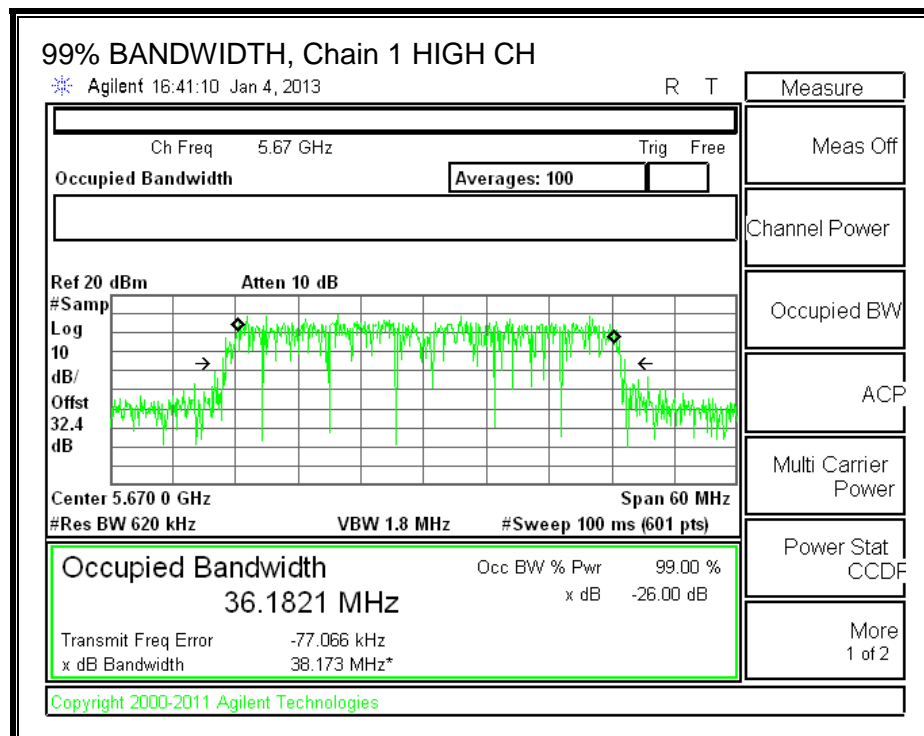 99% BANDWIDTH, Chain 1 HIGH CH
Agilent 16:41:10 Jan 4, 2013 R T
Measure
Ch Freq 5.67 GHz Trig Free
Occupied Bandwidth Averages: 100
Ref 20 dBm Atten 10 dB
#Samp
Log
10
dB/
Offst
32.4
dB
Center 5.670 0 GHz Span 60 MHz
#Res BW 620 kHz VBW 1.8 MHz #Sweep 100 ms (601 pts)
Occupied Bandwidth Occ BW % Pwr 99.00 %
36.1821 MHz x dB -26.00 dB
Transmit Freq Error -77.066 kHz
x dB Bandwidth 38.173 MHz*
Copyright 2000-2011 Agilent Technologies
Meas Off
Channel Power
Occupied BW
ACP
Multi Carrier
Power
Power Stat
CCDF
More
1 of 2